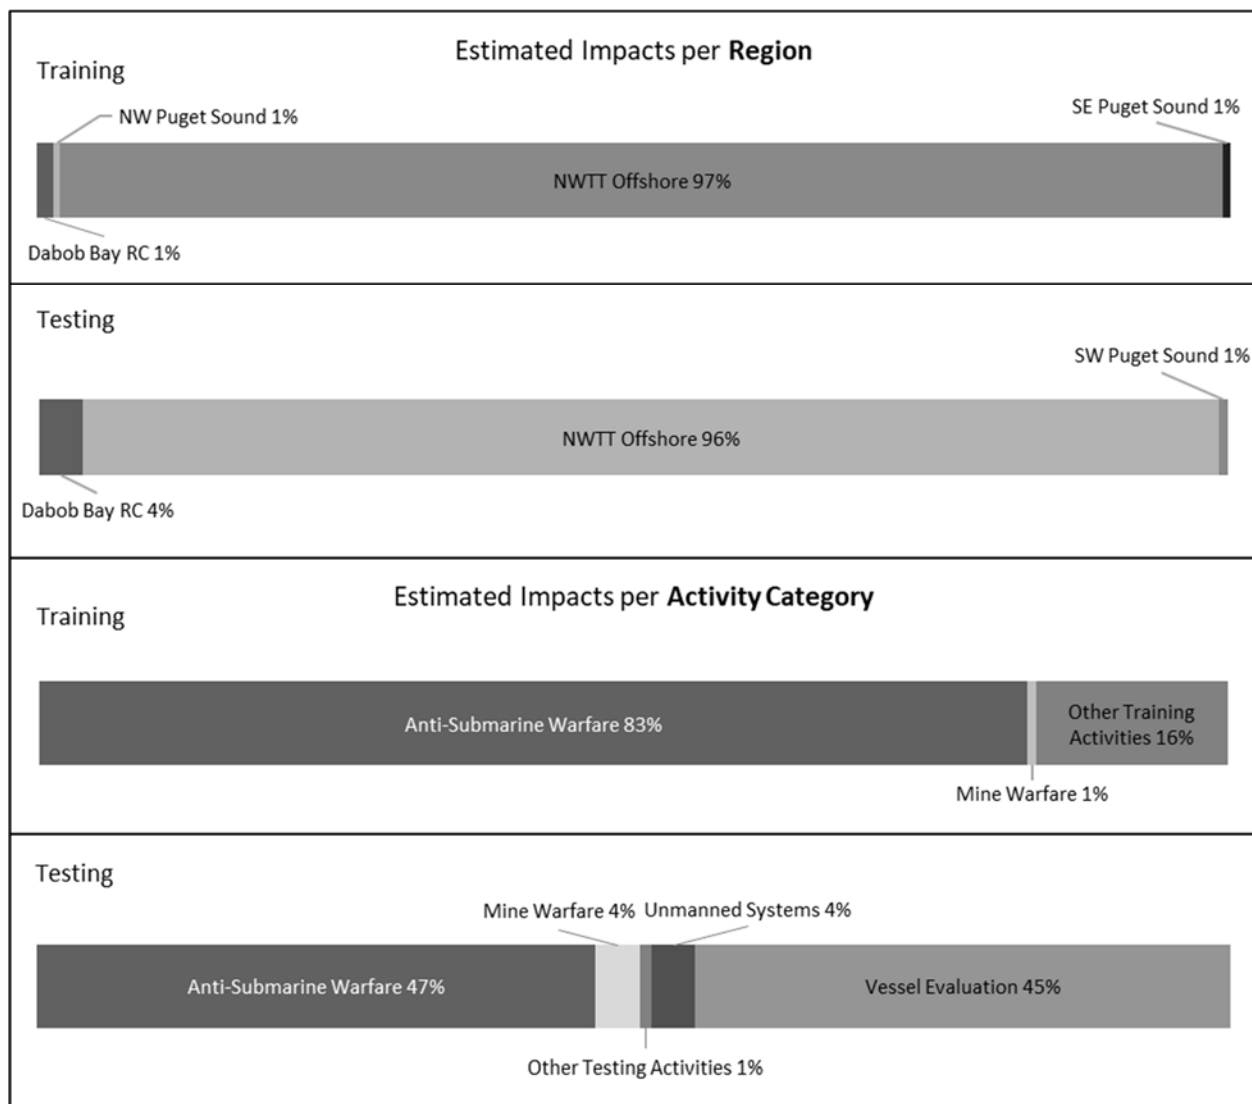 Estimated Impacts per Region
Training
NW Puget Sound 1%
SE Puget Sound 1%
NWTT Offshore 97%
Dabob Bay RC 1%
Testing
SW Puget Sound 1%
NWTT Offshore 96%
Dabob Bay RC 4%
Estimated Impacts per Activity Category
Training
Anti-Submarine Warfare 83%
Other Training
Activities 16%
Mine Warfare 1%
Testing
Mine Warfare 4%
Unmanned Systems 4%
Anti-Submarine Warfare 47%
Vessel Evaluation 45%
Other Testing Activities 1%